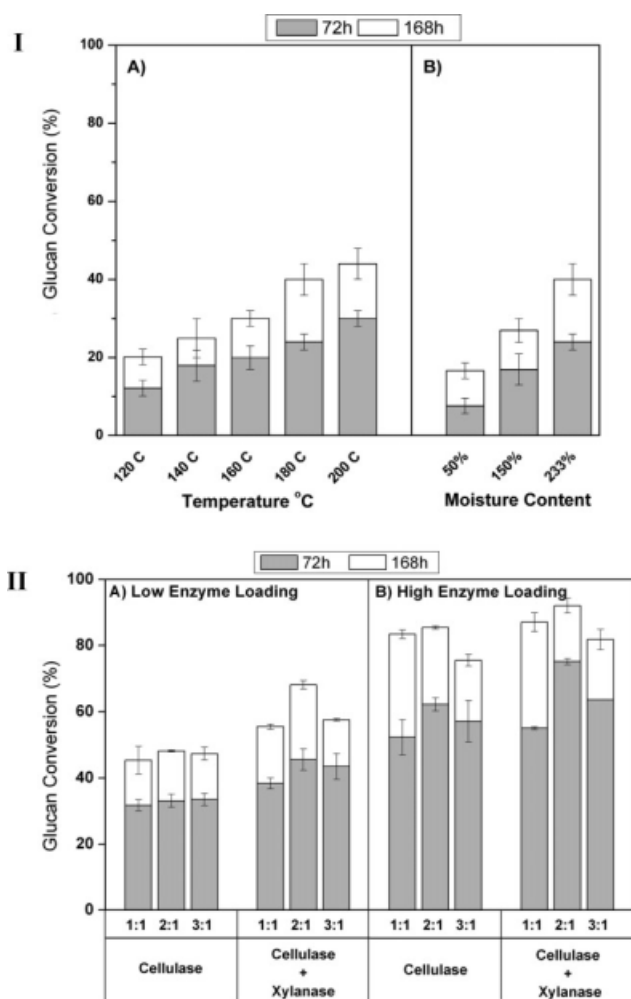 I
72h 168h
A)
B)
Glucan Conversion (%)
100
80
60
40
20
0
120 C 140 C 160 C 180 C 200 C
50% 150% 233%
Temperature °C
Moisture Content
II
72h 168h
A) Low Enzyme Loading
B) High Enzyme Loading
Glucan Conversion (%)
100
80
60
40
20
0
1:1 2:1 3:1 1:1 2:1 3:1 1:1 2:1 3:1 1:1 2:1 3:1
Cellulase
Cellulase
+
Xylanase
Cellulase
Cellulase
+
Xylanase